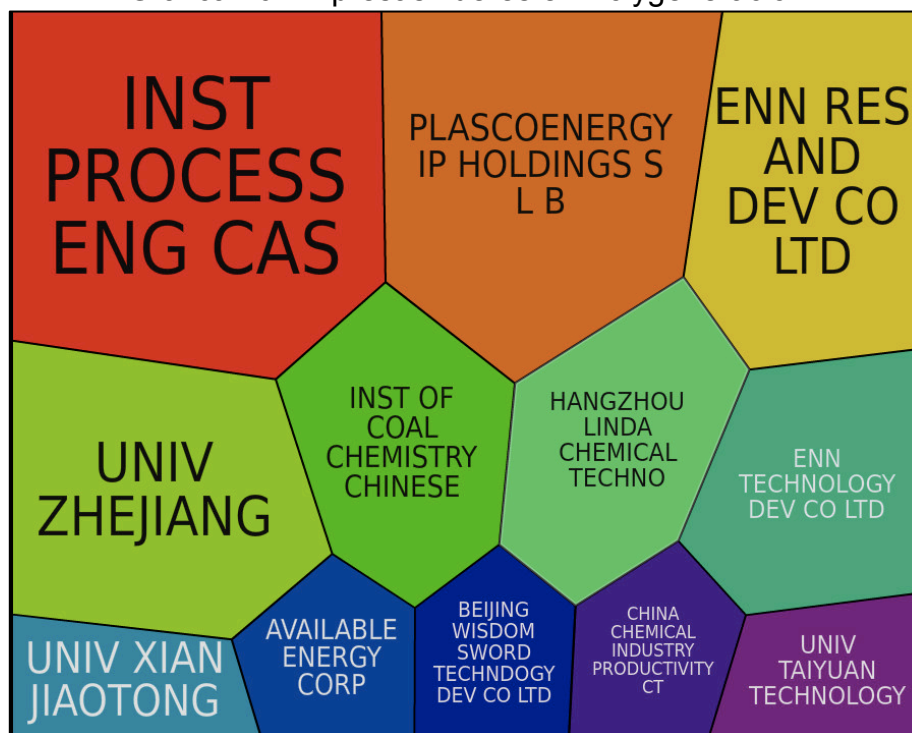 INST
PROCESS
ENG CAS
PLASCOENERGY
IP HOLDINGS S
L B
ENN RES
AND
DEV CO
LTD
UNIV
ZHEJIANG
INST OF
COAL
CHEMISTRY
CHINESE
HANGZHOU
LINDA
CHEMICAL
TECHNO
ENN
TECHNOLOGY
DEV CO LTD
UNIV XIAN
JIAOTONG
AVAILABLE
ENERGY
CORP
BEIJING
WISDOM
SWORD
TECHNDOGY
DEV CO LTD
CHINA
CHEMICAL
INDUSTRY
PRODUCTIVITY
CT
UNIV
TAIYUAN
TECHNOLOGY